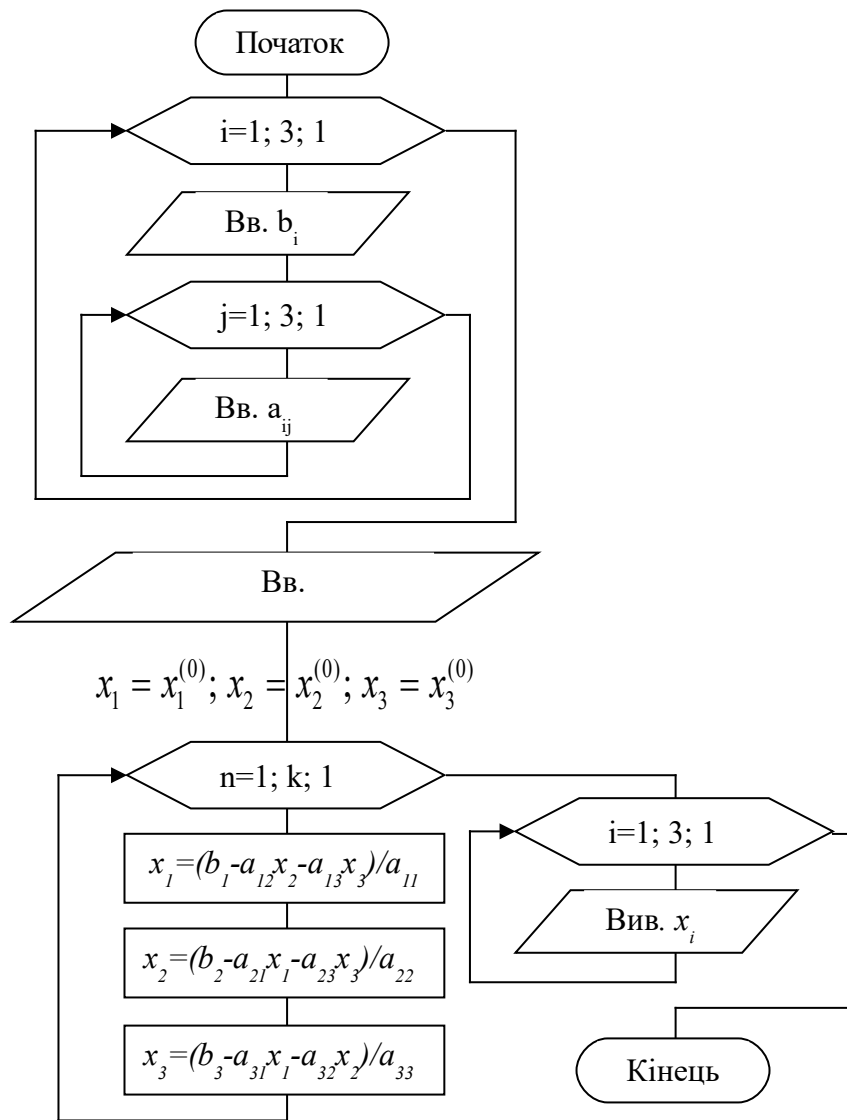 Початок
i=1; 3; 1
Вв. b_i
j=1; 3; 1
Вв. a_ij
Вв.
x_1 = x_1^(0); x_2 = x_2^(0); x_3 = x_3^(0)
n=1; k; 1
x_1=(b_1-a_12x_2-a_13x_3)/a_11
x_2=(b_2-a_21x_1-a_23x_3)/a_22
x_3=(b_3-a_31x_1-a_32x_2)/a_33
i=1; 3; 1
Вив. x_i
Кінець